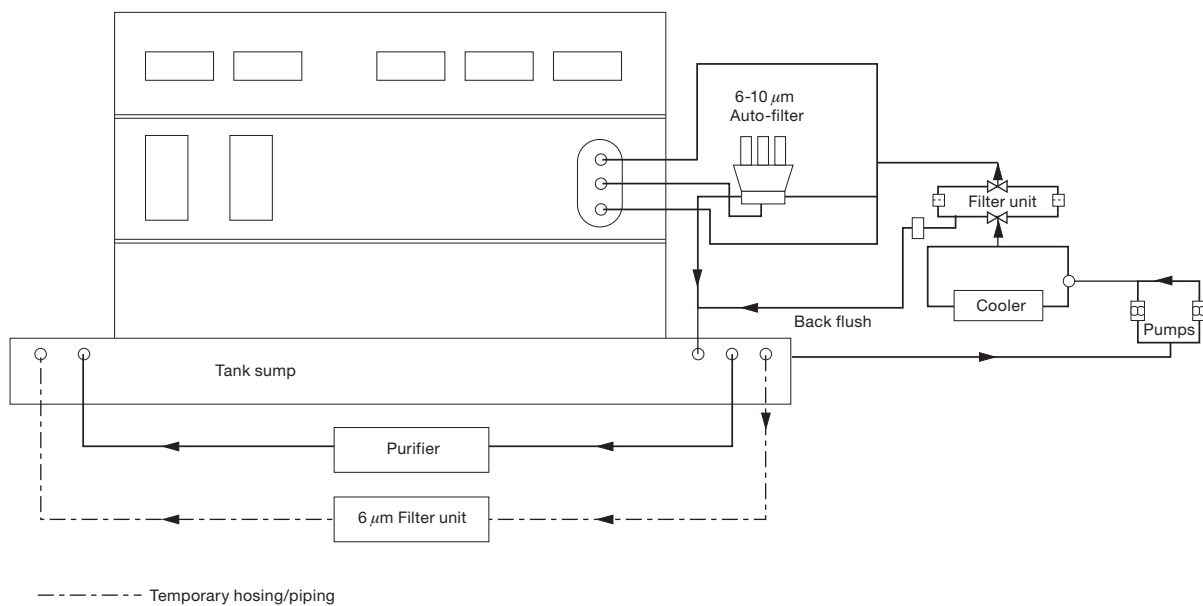 6-10 μm
Auto-filter
Filter unit
Cooler
Back flush
Pumps
Tank sump
Purifier
6 μm Filter unit
Temporary hosing/piping